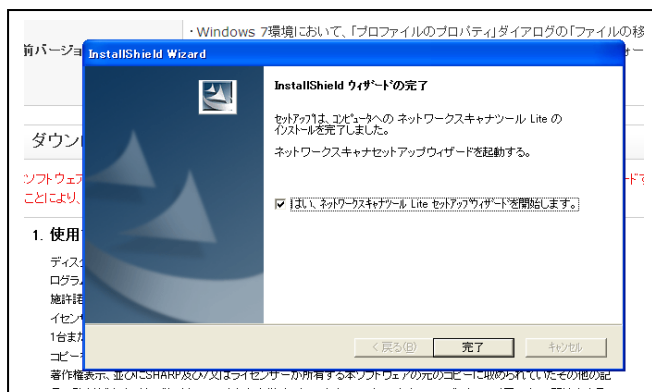 ・Windows 7環境において、「プロファイルのプロパティ」ダイアログの「ファイルの移
前バージョ
InstallShield Wizard
InstallShield ウィザードの完了
セットアップは、コンピュータへの ネットワークスキャナツール Lite の
インストールを完了しました。
ネットワークスキャナセットアップウィザードを起動する。
はい、ネットワークスキャナツール Lite セットアップウィザードを開始します。
ダウン
ソフトウェア
ことにより、
1. 使用
ディス
ログラ
施許諾
イセン
1台また
コピー
< 戻る(B)
完了
キャンセル
著作権表示、並びにSHARP及び/又はライセンサーが所有する本ソフトウェアの元のコピーに収められていたその他の記